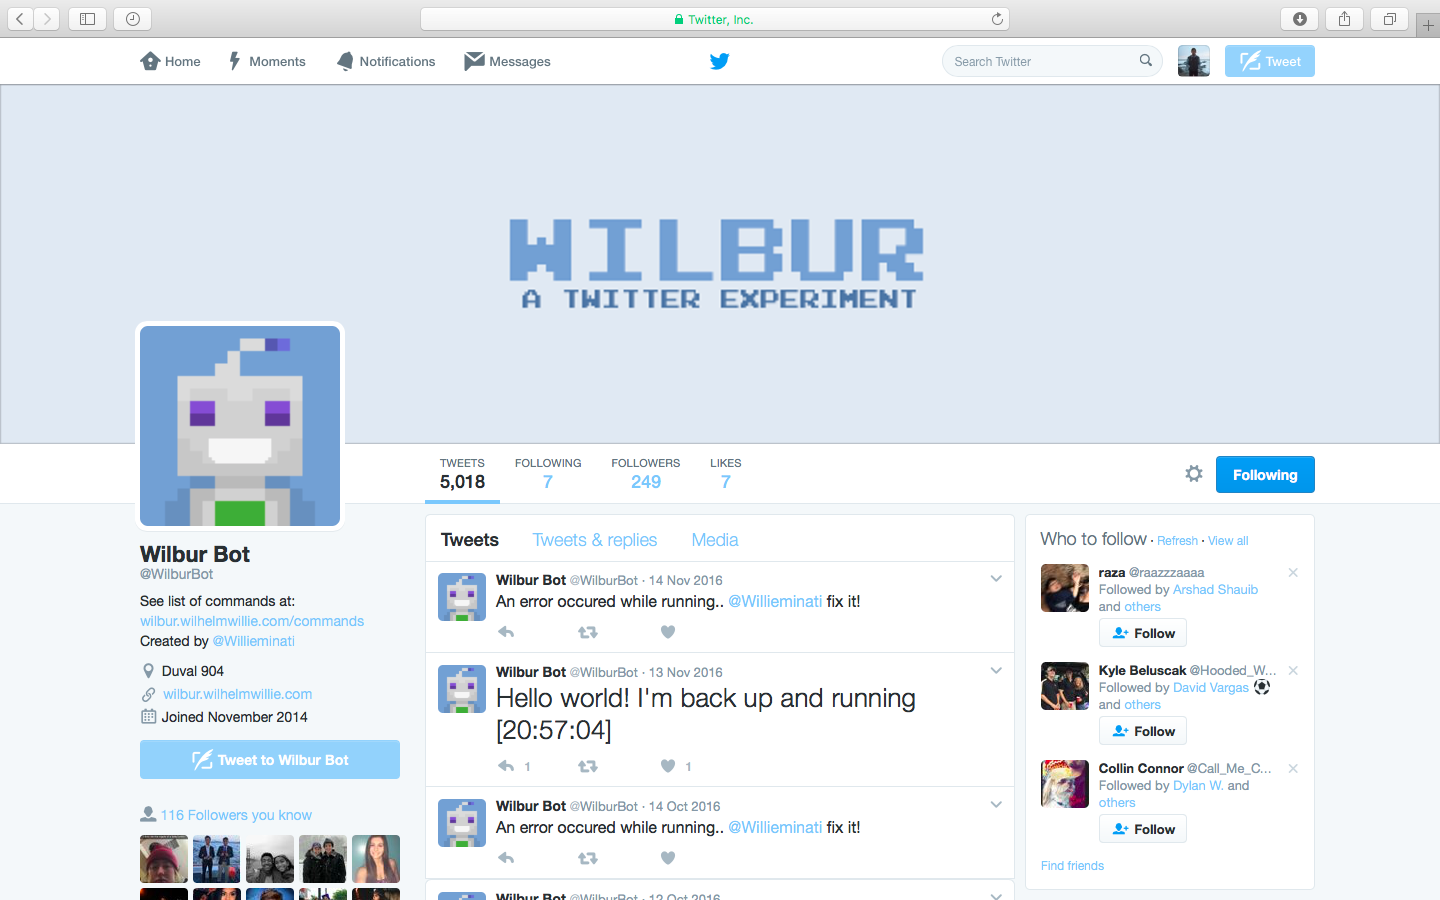 Twitter, Inc.
Home
Moments
Notifications
Messages
Search Twitter
Tweet
WILBUR
A TWITTER EXPERIMENT
TWEETS
5,018
FOLLOWING
7
FOLLOWERS
249
LIKES
7
Following
Wilbur Bot
@WilburBot
See list of commands at:
wilbur.wilhelmwillie.com/commands
Created by @Willieminati
Duval 904
wilbur.wilhelmwillie.com
Joined November 2014
Tweet to Wilbur Bot
116 Followers you know
Tweets Tweets & replies Media
Wilbur Bot @WilburBot · 14 Nov 2016
An error occured while running.. @Willieminati fix it!
Wilbur Bot @WilburBot · 13 Nov 2016
Hello world! I'm back up and running
[20:57:04]
1 1
Wilbur Bot @WilburBot · 14 Oct 2016
An error occured while running.. @Willieminati fix it!
Wilbur Bot @WilburBot · 12 Oct 2016
Who to follow · Refresh · View all
raza @raazzzaaaa
Followed by Arshad Shauib
and others
Follow
Kyle Beluscak @Hooded_W...
Followed by David Vargas ⚽
and others
Follow
Collin Connor @Call_Me_C...
Followed by Dylan W. and
others
Follow
Find friends